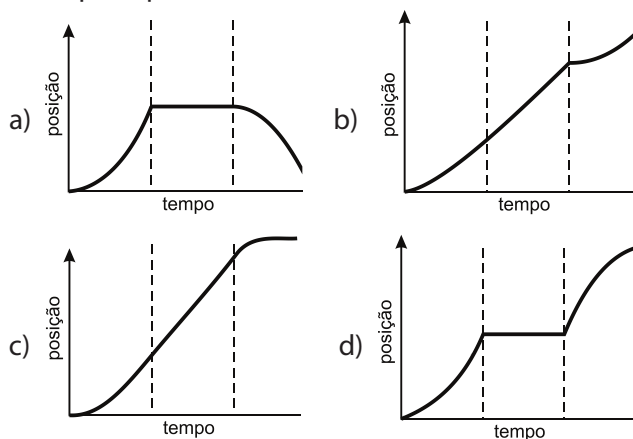 a)
posição
tempo
b)
posição
tempo
c)
posição
tempo
d)
posição
tempo